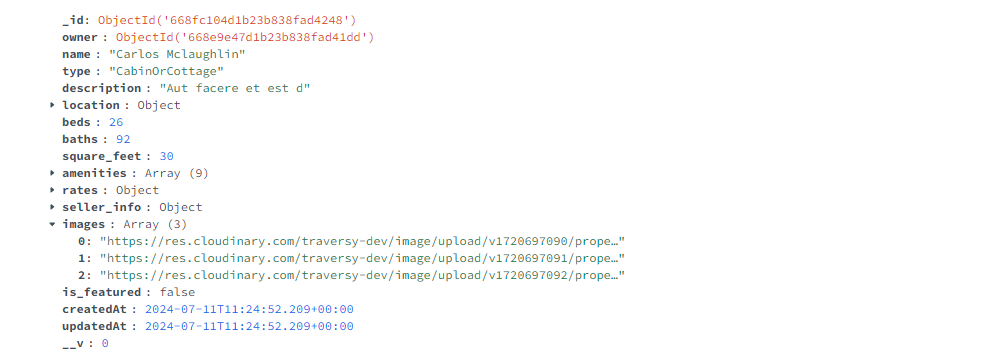 _id: ObjectId('668fc104d1b23b838fad4248')
owner : ObjectId('668e9e47d1b23b838fad41dd')
name : "Carlos Mclaughlin"
type : "CabinOrCottage"
description : "Aut facere et est d"
location : Object
beds : 26
baths : 92
square_feet : 30
amenities : Array (9)
rates : Object
seller_info : Object
images : Array (3)
0: "https://res.cloudinary.com/traversy-dev/image/upload/v1720697090/prope…"
1: "https://res.cloudinary.com/traversy-dev/image/upload/v1720697091/prope…"
2: "https://res.cloudinary.com/traversy-dev/image/upload/v1720697092/prope…"
is_featured : false
createdAt : 2024-07-11T11:24:52.209+00:00
updatedAt : 2024-07-11T11:24:52.209+00:00
__v : 0